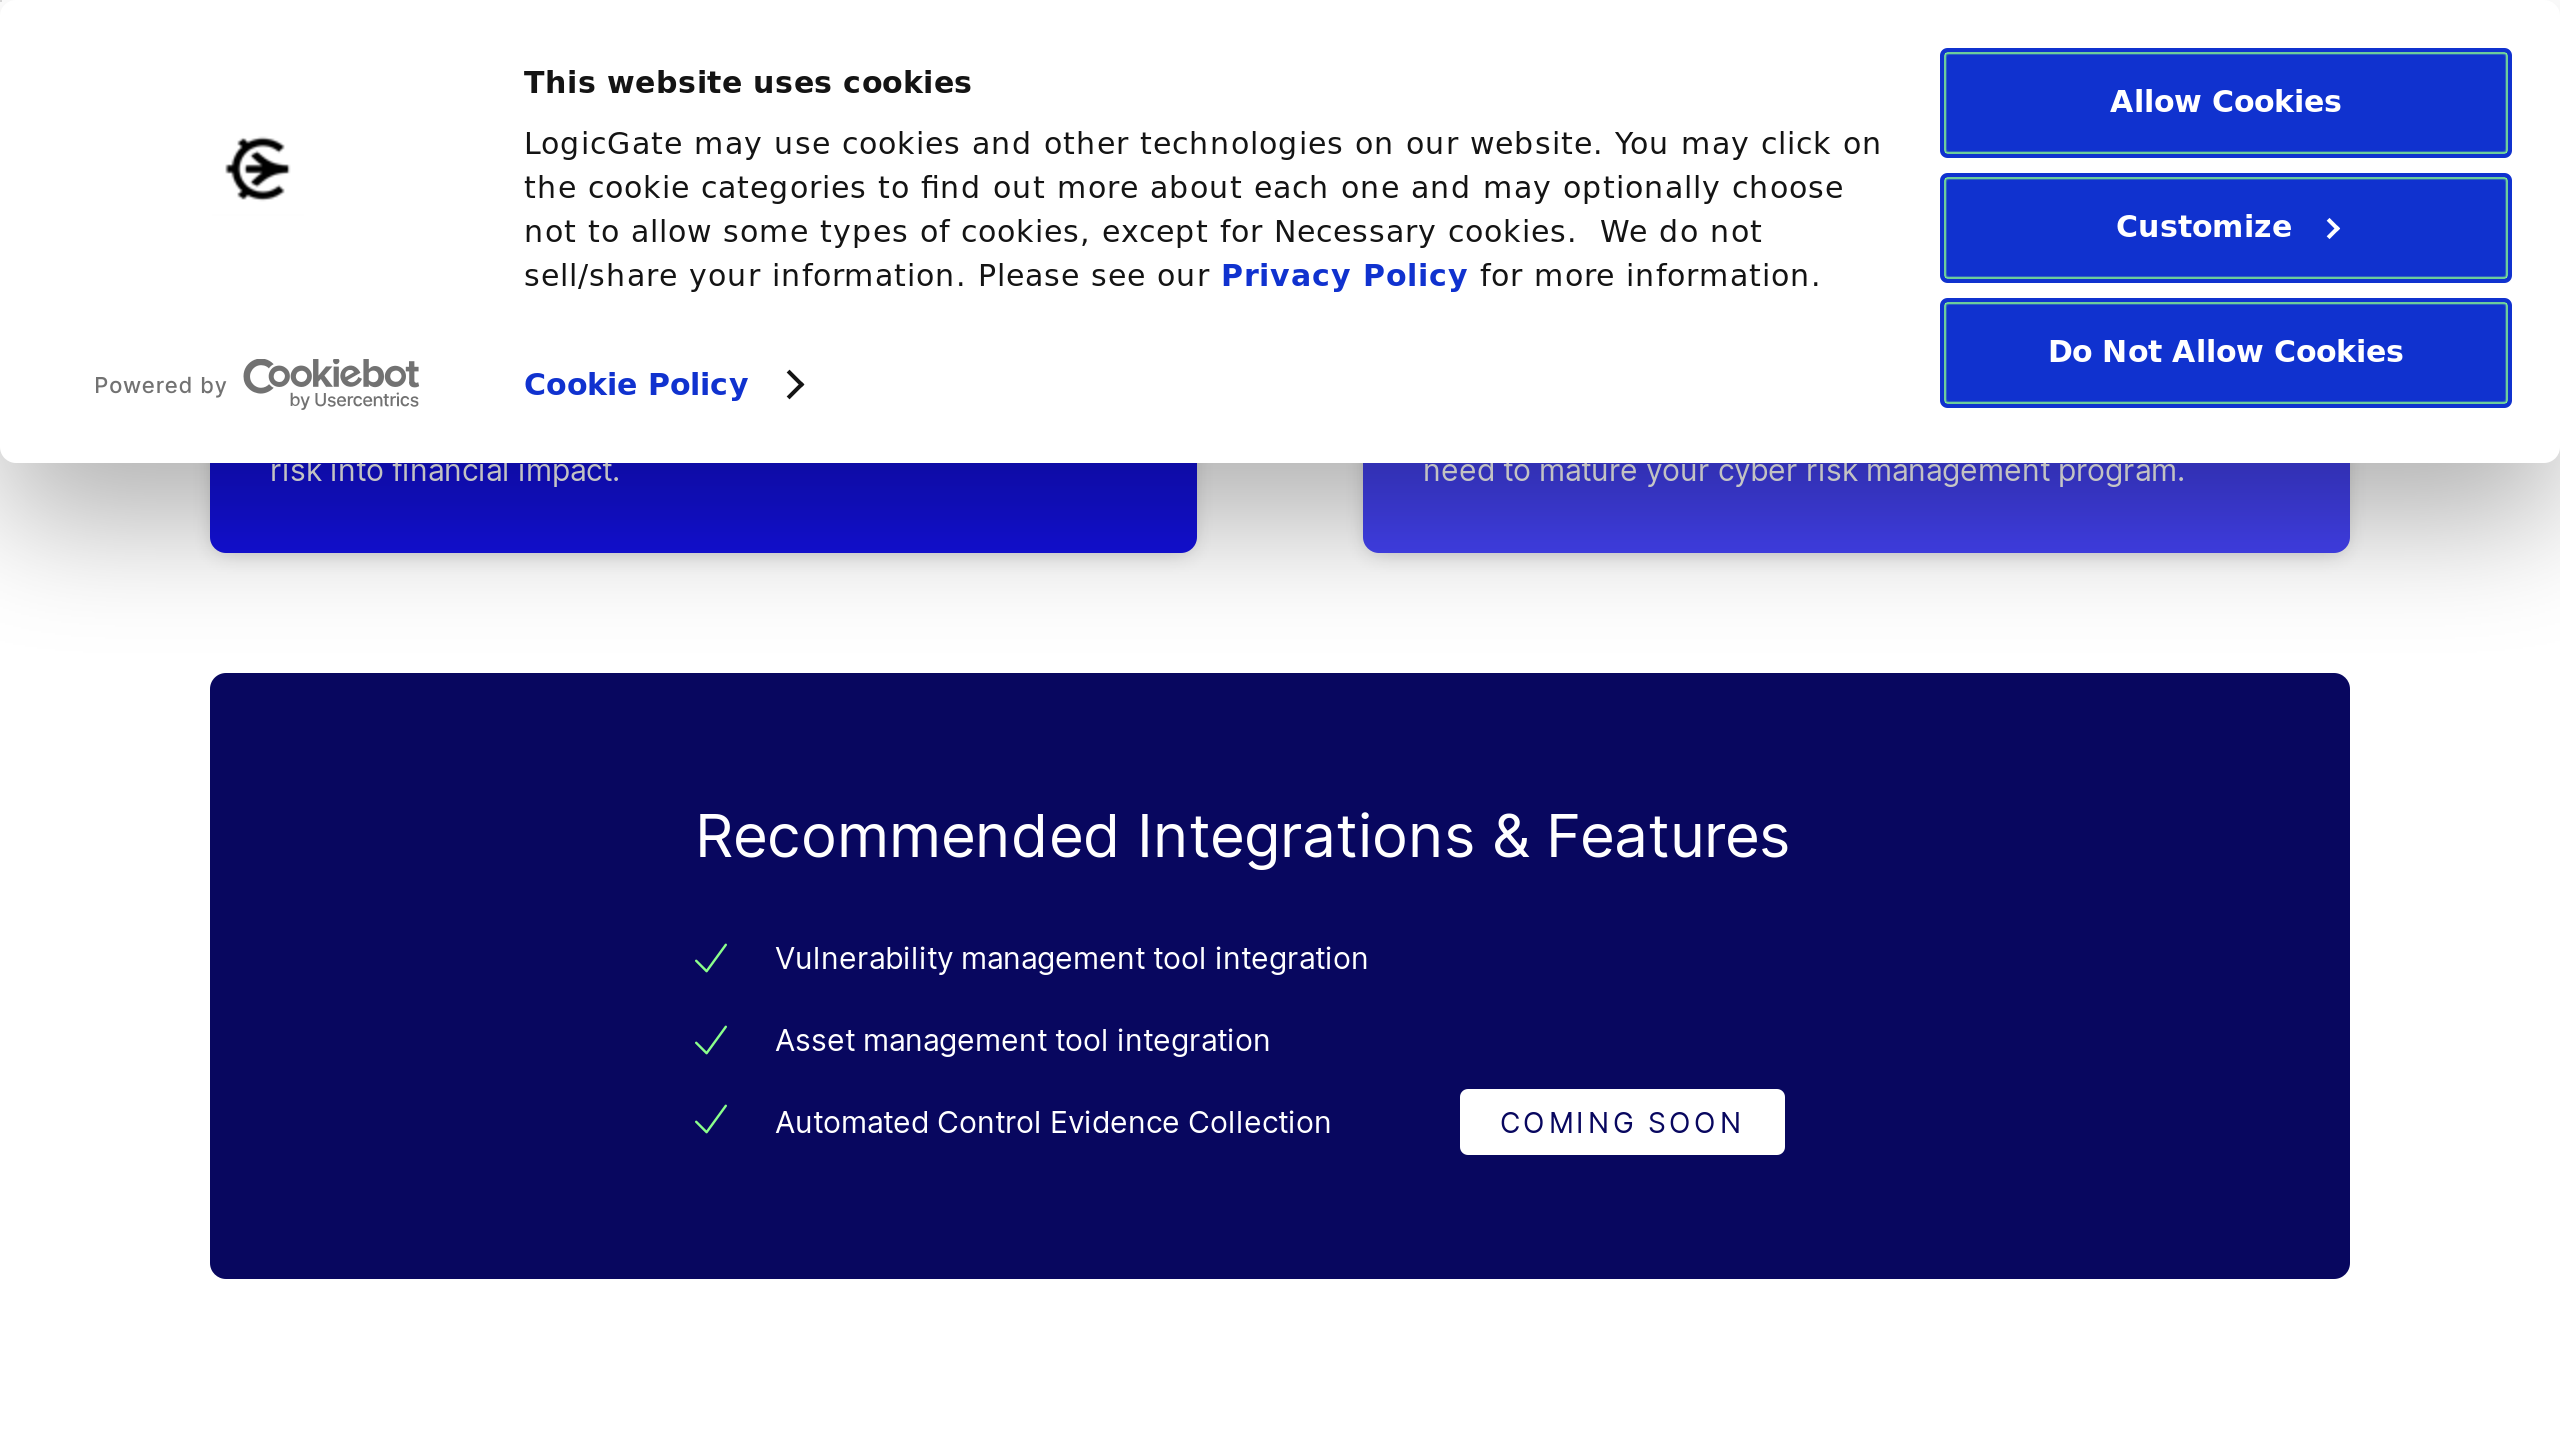 This website uses cookies
LogicGate may use cookies and other technologies on our website. You may click on
the cookie categories to find out more about each one and may optionally choose
not to allow some types of cookies, except for Necessary cookies.  We do not
sell/share your information. Please see our Privacy Policy for more information.
Powered by Cookiebot
by Usercentrics
Cookie Policy
Allow Cookies
Customize
Do Not Allow Cookies
risk into financial impact.
need to mature your cyber risk management program.
Recommended Integrations & Features
Vulnerability management tool integration
Asset management tool integration
Automated Control Evidence Collection
COMING SOON